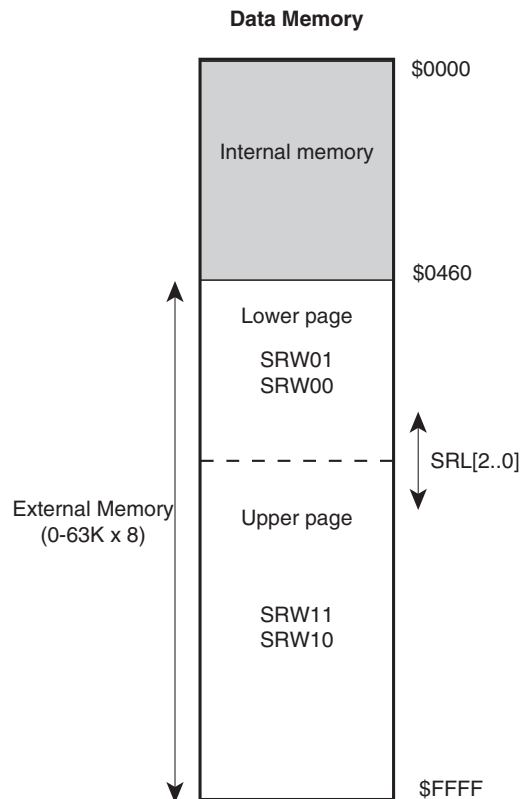 Data Memory
$0000
Internal memory
$0460
Lower page
SRW01
SRW00
SRL[2..0]
External Memory
(0-63K x 8)
Upper page
SRW11
SRW10
$FFFF